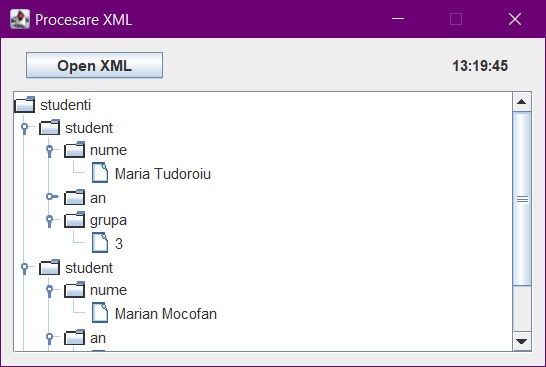 Procesare XML
Open XML
13:19:45
studenti
student
nume
Maria Tudoroiu
an
grupa
3
student
nume
Marian Mocofan
an